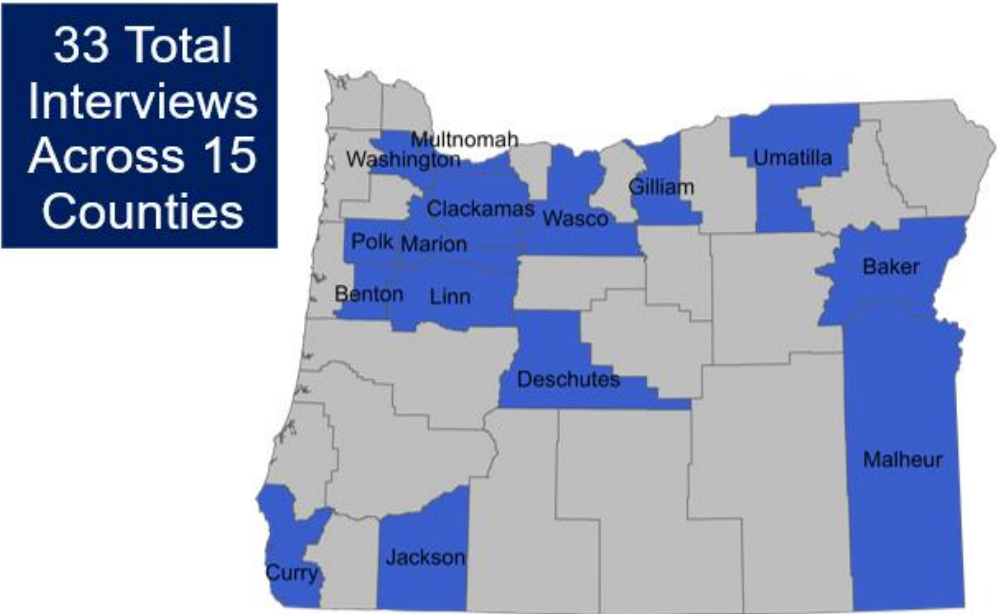 33 Total
Interviews
Across 15
Counties
Multnomah
Washington
Umatilla
Gilliam
Clackamas
Wasco
Polk
Marion
Baker
Benton
Linn
Deschutes
Malheur
Jackson
Curry